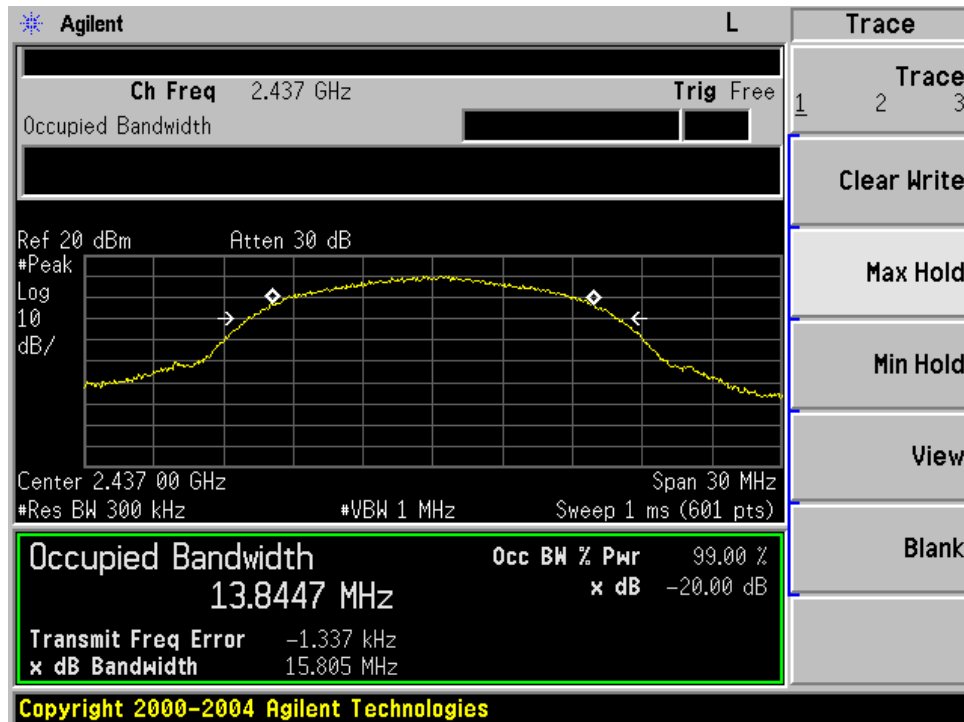 Agilent L Trace
Ch Freq 2.437 GHz Trig Free
Occupied Bandwidth
Trace
1 2 3
Clear Write
Max Hold
Min Hold
View
Blank
Ref 20 dBm Atten 30 dB
#Peak
Log
10
dB/
Center 2.437 00 GHz Span 30 MHz
#Res BW 300 kHz #VBW 1 MHz Sweep 1 ms (601 pts)
Occupied Bandwidth Occ BW % Pwr 99.00 %
13.8447 MHz x dB -20.00 dB
Transmit Freq Error -1.337 kHz
x dB Bandwidth 15.805 MHz
Copyright 2000-2004 Agilent Technologies